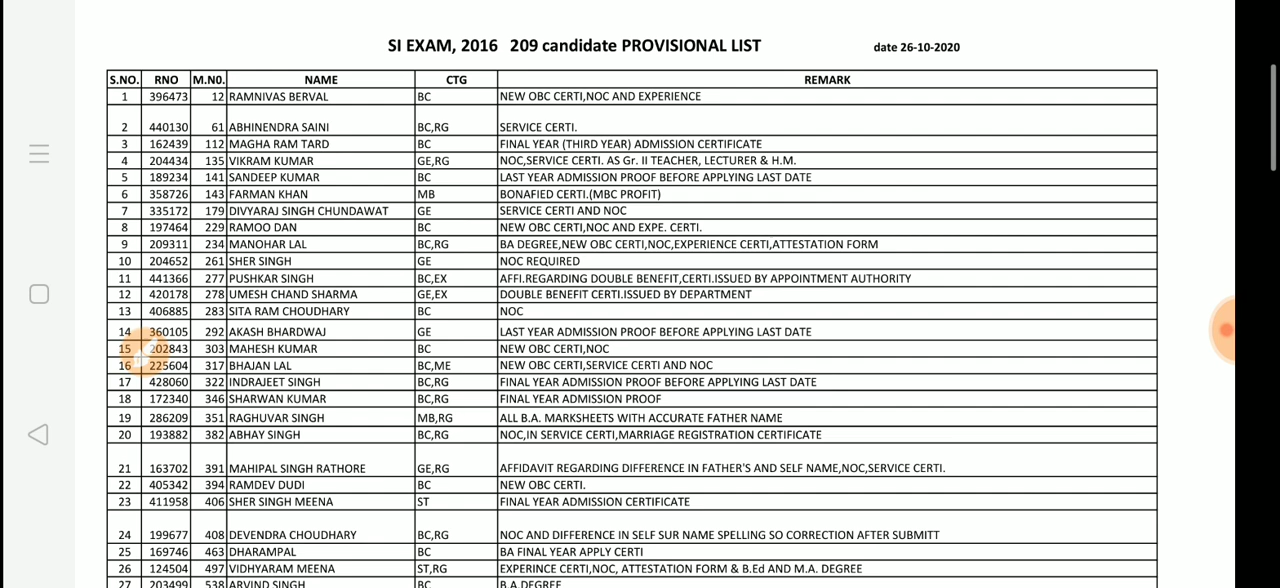 SI EXAM, 2016 209 candidate PROVISIONAL LIST date 26-10-2020
S.NO. RNO M.N0. NAME CTG REMARK
1 396473 12 RAMNIVAS BERVAL BC NEW OBC CERTI,NOC AND EXPERIENCE
2 440130 61 ABHINENDRA SAINI BC,RG SERVICE CERTI.
3 162439 112 MAGHA RAM TARD BC FINAL YEAR (THIRD YEAR) ADMISSION CERTIFICATE
4 204434 135 VIKRAM KUMAR GE,RG NOC,SERVICE CERTI. AS Gr. II TEACHER, LECTURER & H.M.
5 189234 141 SANDEEP KUMAR BC LAST YEAR ADMISSION PROOF BEFORE APPLYING LAST DATE
6 358726 143 FARMAN KHAN MB BONAFIED CERTI.(MBC PROFIT)
7 335172 179 DIVYARAJ SINGH CHUNDAWAT GE SERVICE CERTI AND NOC
8 197464 229 RAMOO DAN BC NEW OBC CERTI,NOC AND EXPE. CERTI.
9 209311 234 MANOHAR LAL BC,RG BA DEGREE,NEW OBC CERTI,NOC,EXPERIENCE CERTI,ATTESTATION FORM
10 204652 261 SHER SINGH GE NOC REQUIRED
11 441366 277 PUSHKAR SINGH BC,EX AFFI.REGARDING DOUBLE BENEFIT,CERTI.ISSUED BY APPOINTMENT AUTHORITY
12 420178 278 UMESH CHAND SHARMA GE,EX DOUBLE BENEFIT CERTI.ISSUED BY DEPARTMENT
13 406885 283 SITA RAM CHOUDHARY BC NOC
14 360105 292 AKASH BHARDWAJ GE LAST YEAR ADMISSION PROOF BEFORE APPLYING LAST DATE
15 202843 303 MAHESH KUMAR BC NEW OBC CERTI,NOC
16 225604 317 BHAJAN LAL BC,ME NEW OBC CERTI,SERVICE CERTI AND NOC
17 428060 322 INDRAJEET SINGH BC,RG FINAL YEAR ADMISSION PROOF BEFORE APPLYING LAST DATE
18 172340 346 SHARWAN KUMAR BC,RG FINAL YEAR ADMISSION PROOF
19 286209 351 RAGHUVAR SINGH MB,RG ALL B.A. MARKSHEETS WITH ACCURATE FATHER NAME
20 193882 382 ABHAY SINGH BC,RG NOC,IN SERVICE CERTI,MARRIAGE REGISTRATION CERTIFICATE
21 163702 391 MAHIPAL SINGH RATHORE GE,RG AFFIDAVIT REGARDING DIFFERENCE IN FATHER'S AND SELF NAME,NOC,SERVICE CERTI.
22 405342 394 RAMDEV DUDI BC NEW OBC CERTI.
23 411958 406 SHER SINGH MEENA ST FINAL YEAR ADMISSION CERTIFICATE
24 199677 408 DEVENDRA CHOUDHARY BC,RG NOC AND DIFFERENCE IN SELF SUR NAME SPELLING SO CORRECTION AFTER SUBMITT
25 169746 463 DHARAMPAL BC BA FINAL YEAR APPLY CERTI
26 124504 497 VIDHYARAM MEENA ST,RG EXPERINCE CERTI,NOC, ATTESTATION FORM & B.Ed AND M.A. DEGREE
27 203499 538 ARVIND SINGH BC B.A.DEGREE